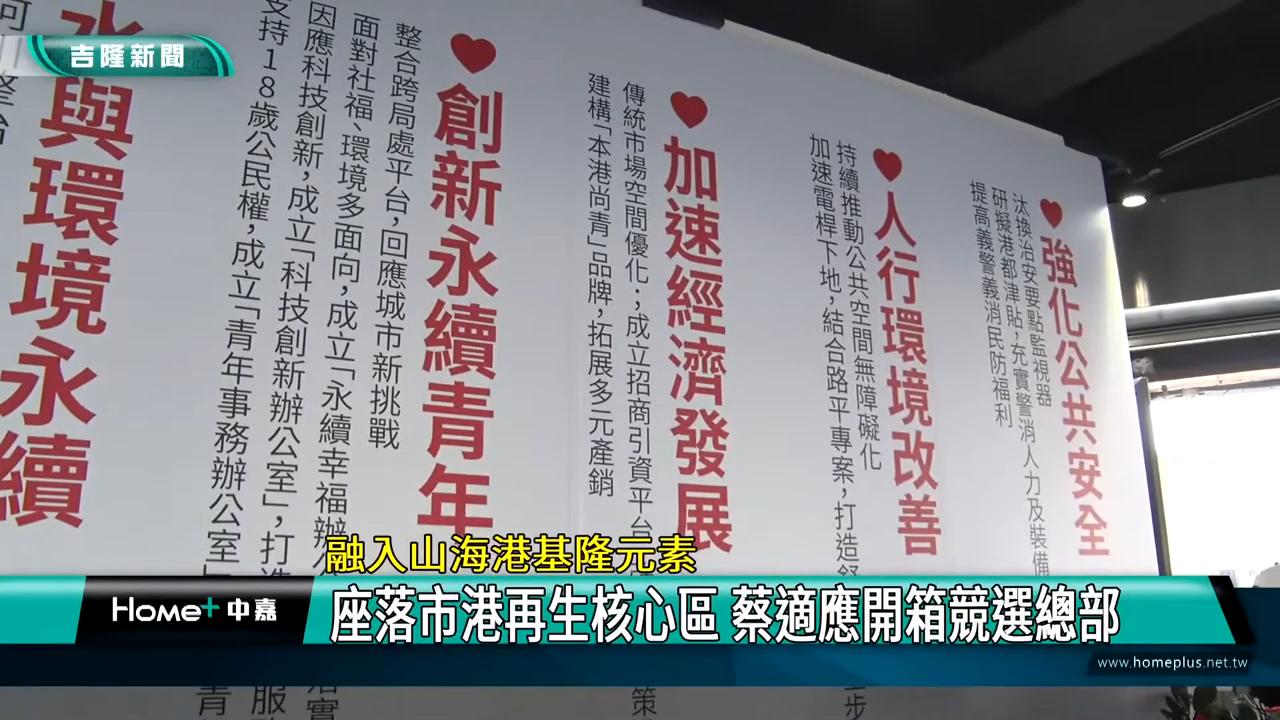 吉隆新聞
強化公共安全
汰換治安要點監視器
研擬港都津貼,充實警消人力及裝備
提高義警義消民防福利
人行環境改善
持續推動公共空間無障礙化
加速電桿下地,結合路平專案,打造舒
步
加速經濟發展
傳統市場空間優化;成立招商引資平台
策
建構「本港尚青」品牌,拓展多元產銷
創新永續青年
整合跨局處平台,回應城市新挑戰
面對社福、環境多面向,成立「永續幸福辦
因應科技創新,成立「科技創新辦公室」,打造
支持18歲公民權,成立「青年事務辦公室」
水與環境永續
融入山海港基隆元素
Home+中嘉
座落市港再生核心區 蔡適應開箱競選總部
www.homeplus.net.tw